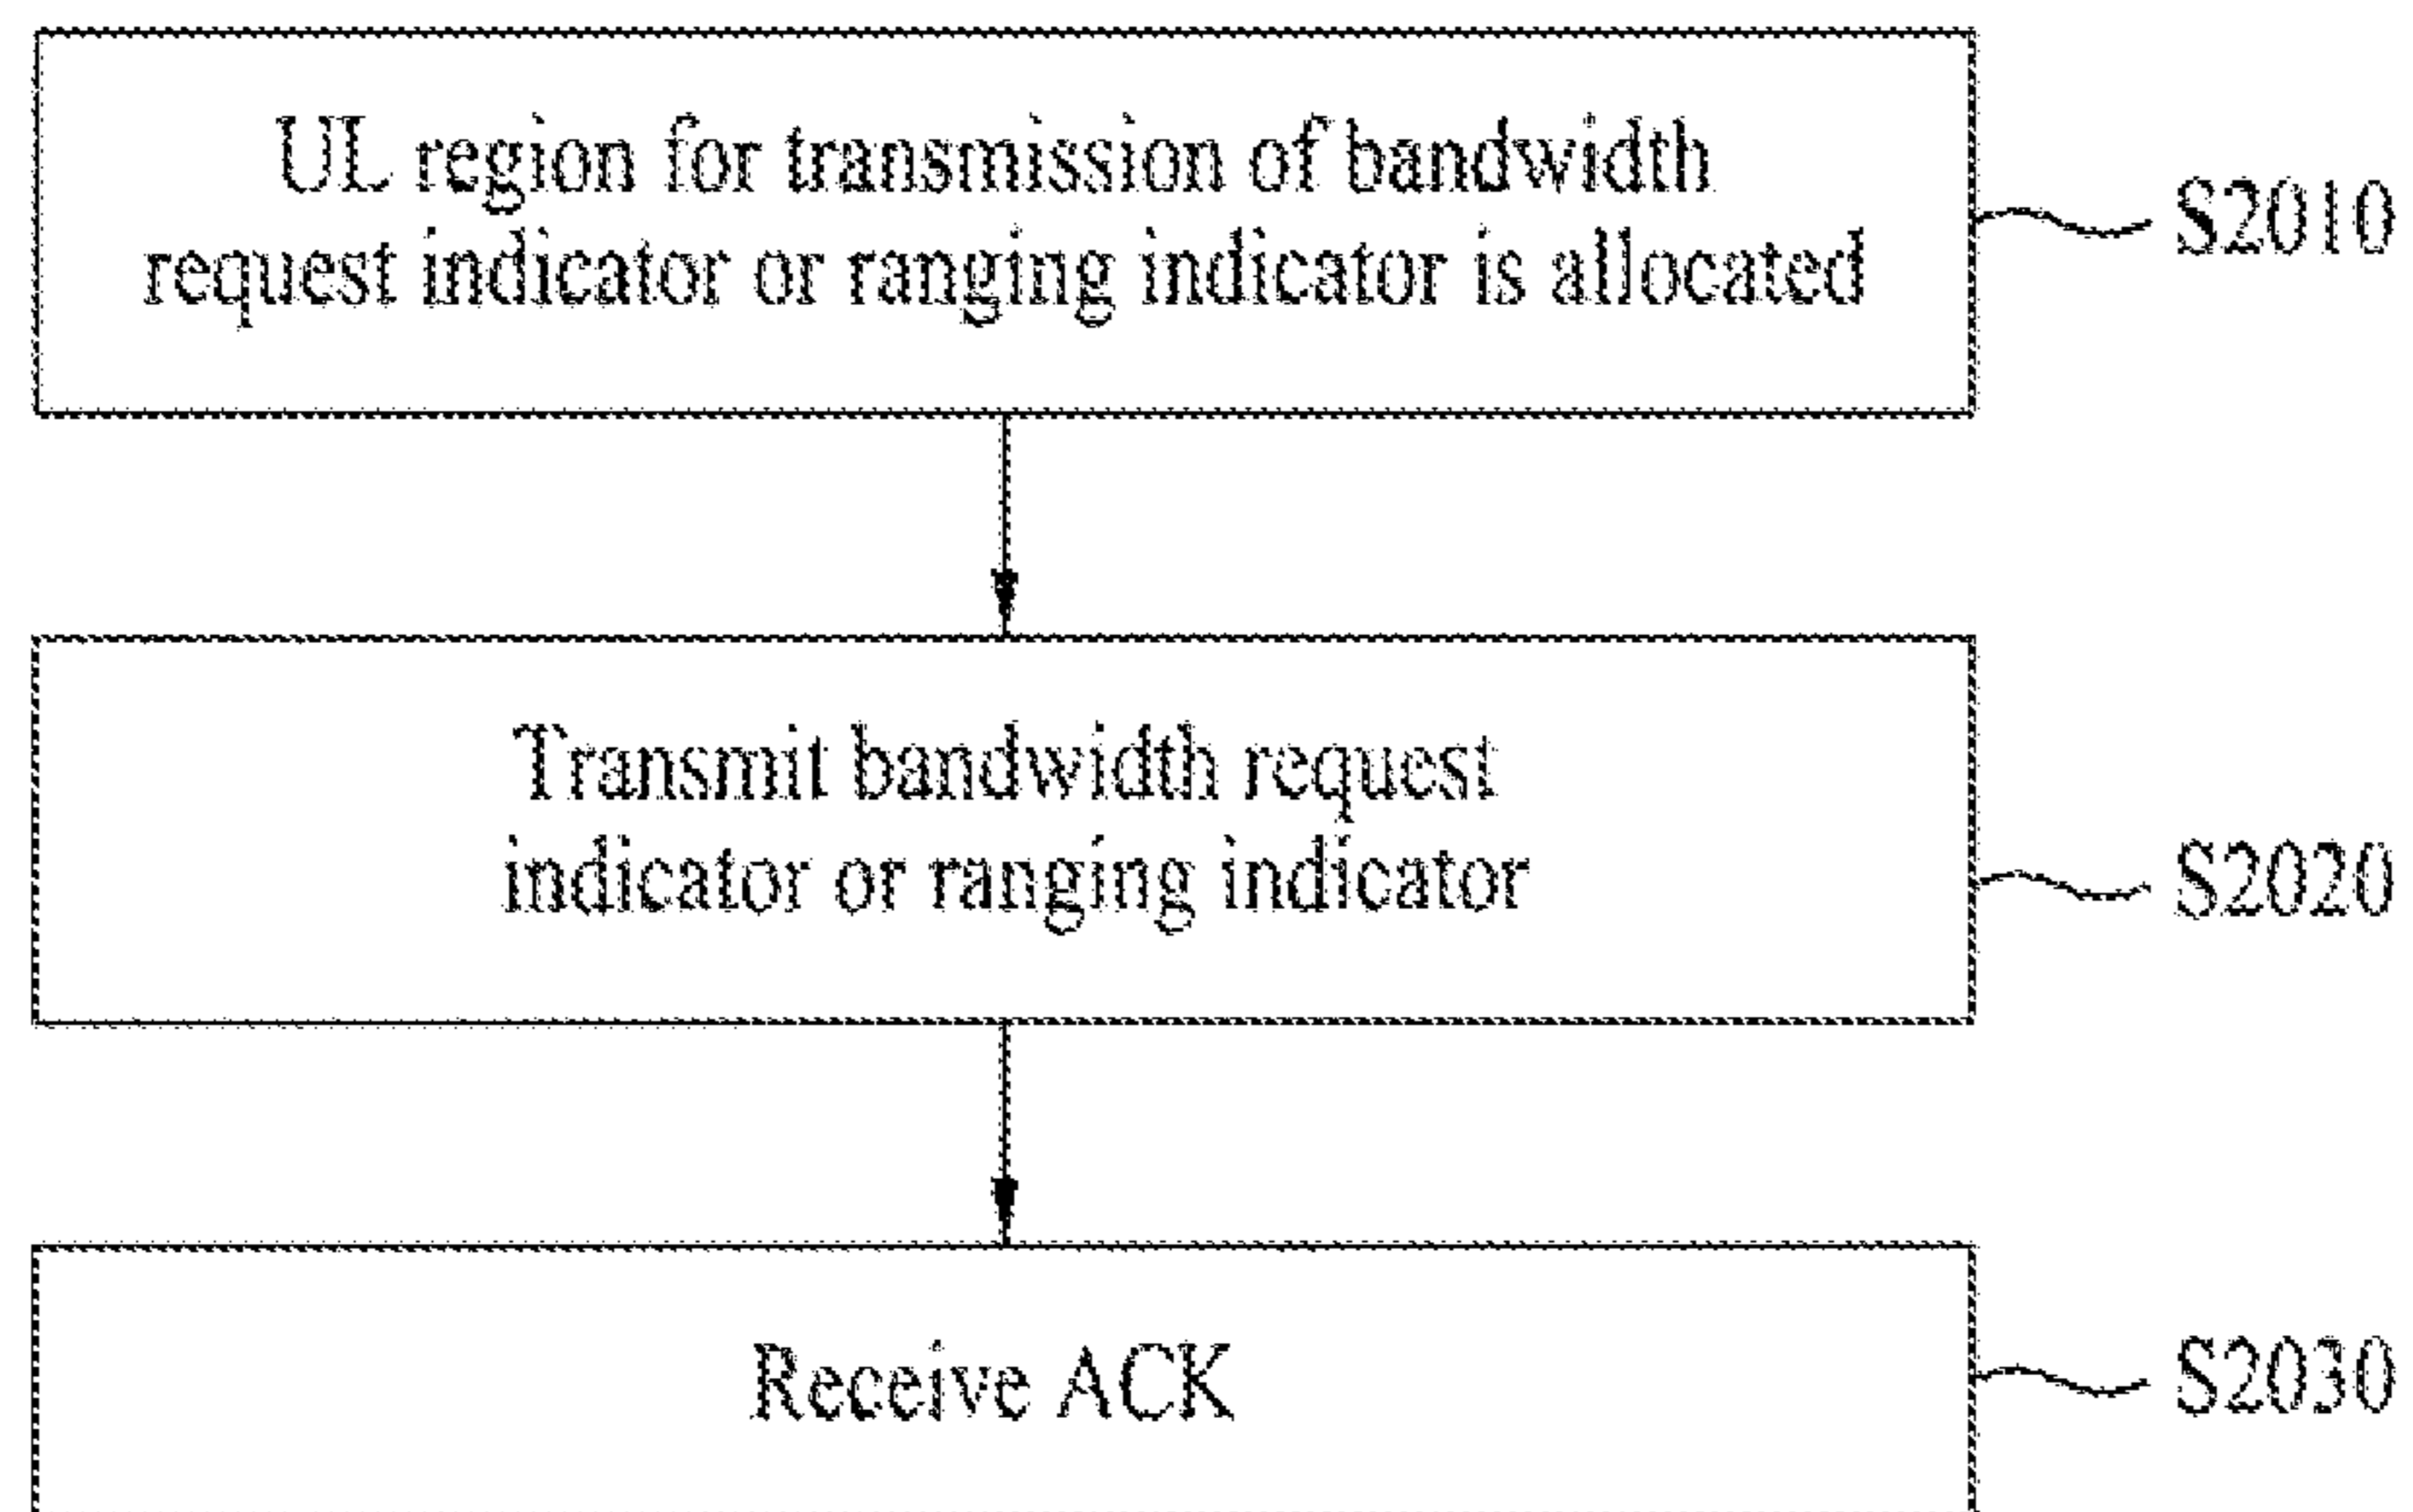 UL region for transmission of bandwidth
request indicator or ranging indicator is allocated
S2010
Transmit bandwidth request
indicator or ranging indicator
S2020
Receive ACK
S2030